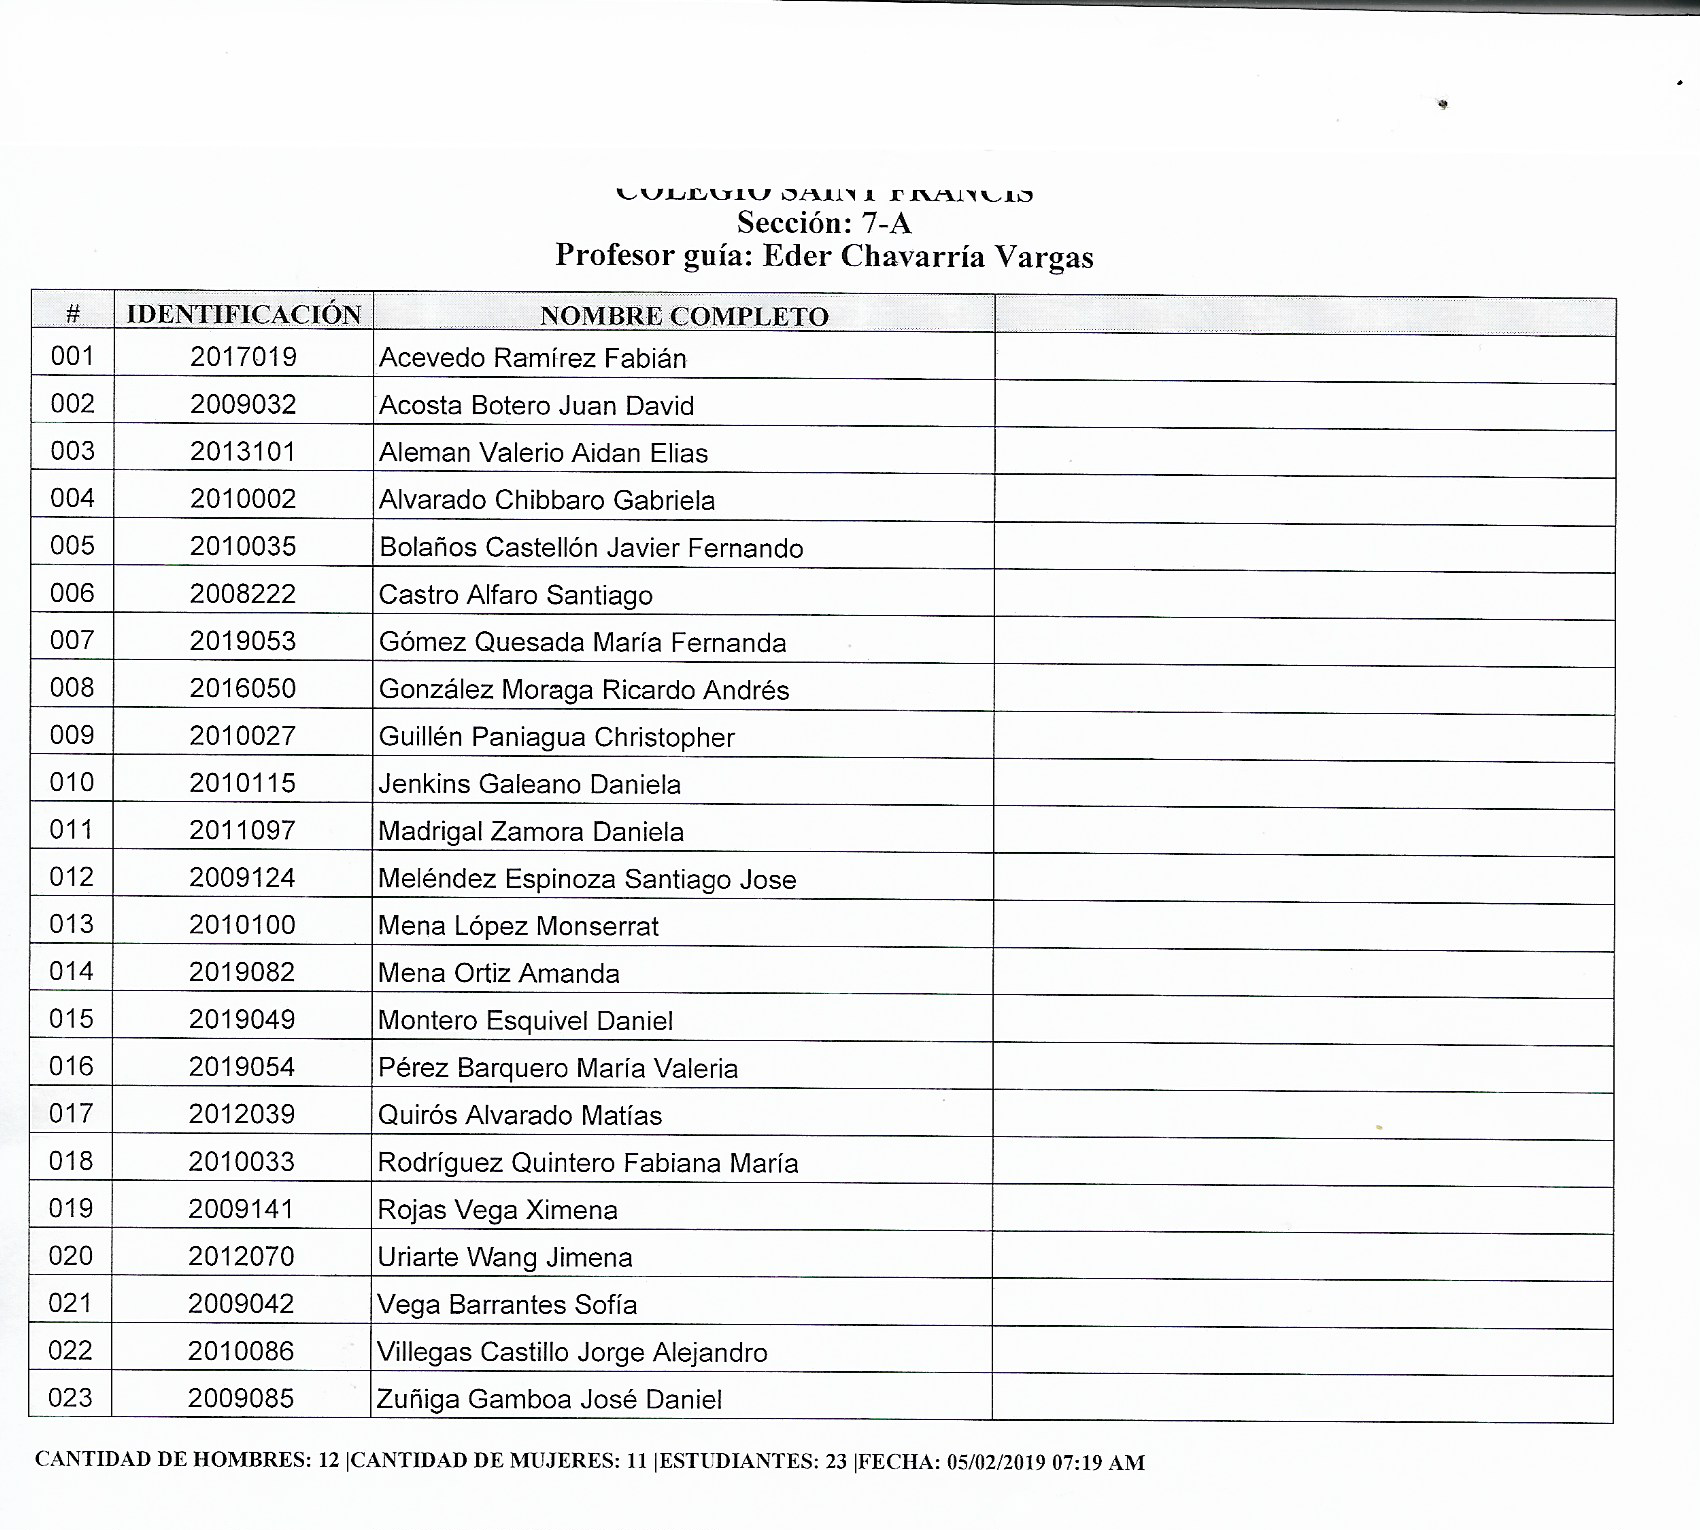 COLEGIO SAINT FRANCIS
Sección: 7-A
Profesor guía: Eder Chavarría Vargas
# IDENTIFICACIÓN NOMBRE COMPLETO
001 2017019 Acevedo Ramírez Fabián
002 2009032 Acosta Botero Juan David
003 2013101 Aleman Valerio Aidan Elias
004 2010002 Alvarado Chibbaro Gabriela
005 2010035 Bolaños Castellón Javier Fernando
006 2008222 Castro Alfaro Santiago
007 2019053 Gómez Quesada María Fernanda
008 2016050 González Moraga Ricardo Andrés
009 2010027 Guillén Paniagua Christopher
010 2010115 Jenkins Galeano Daniela
011 2011097 Madrigal Zamora Daniela
012 2009124 Meléndez Espinoza Santiago Jose
013 2010100 Mena López Monserrat
014 2019082 Mena Ortiz Amanda
015 2019049 Montero Esquivel Daniel
016 2019054 Pérez Barquero María Valeria
017 2012039 Quirós Alvarado Matías
018 2010033 Rodríguez Quintero Fabiana María
019 2009141 Rojas Vega Ximena
020 2012070 Uriarte Wang Jimena
021 2009042 Vega Barrantes Sofía
022 2010086 Villegas Castillo Jorge Alejandro
023 2009085 Zuñiga Gamboa José Daniel
CANTIDAD DE HOMBRES: 12 |CANTIDAD DE MUJERES: 11 |ESTUDIANTES: 23 |FECHA: 05/02/2019 07:19 AM